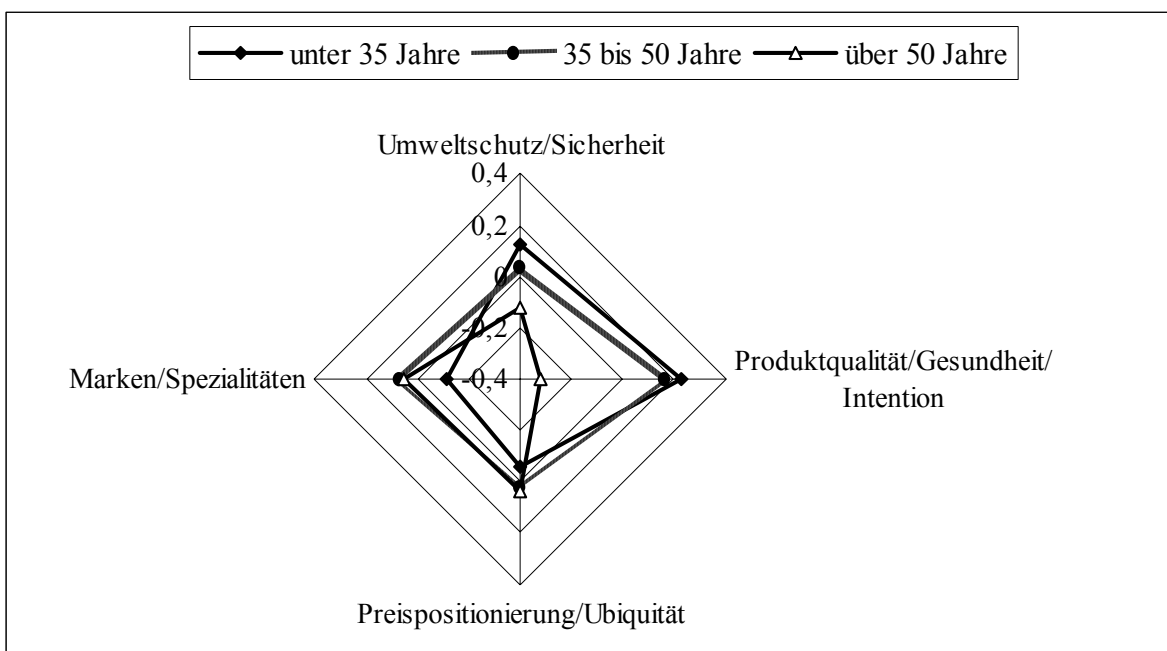 unter 35 Jahre 35 bis 50 Jahre über 50 Jahre
Umweltschutz/Sicherheit
0,4
0,2
0
-0,2
-0,4
Produktqualität/Gesundheit/
Intention
Marken/Spezialitäten
Preispositionierung/Ubiquität